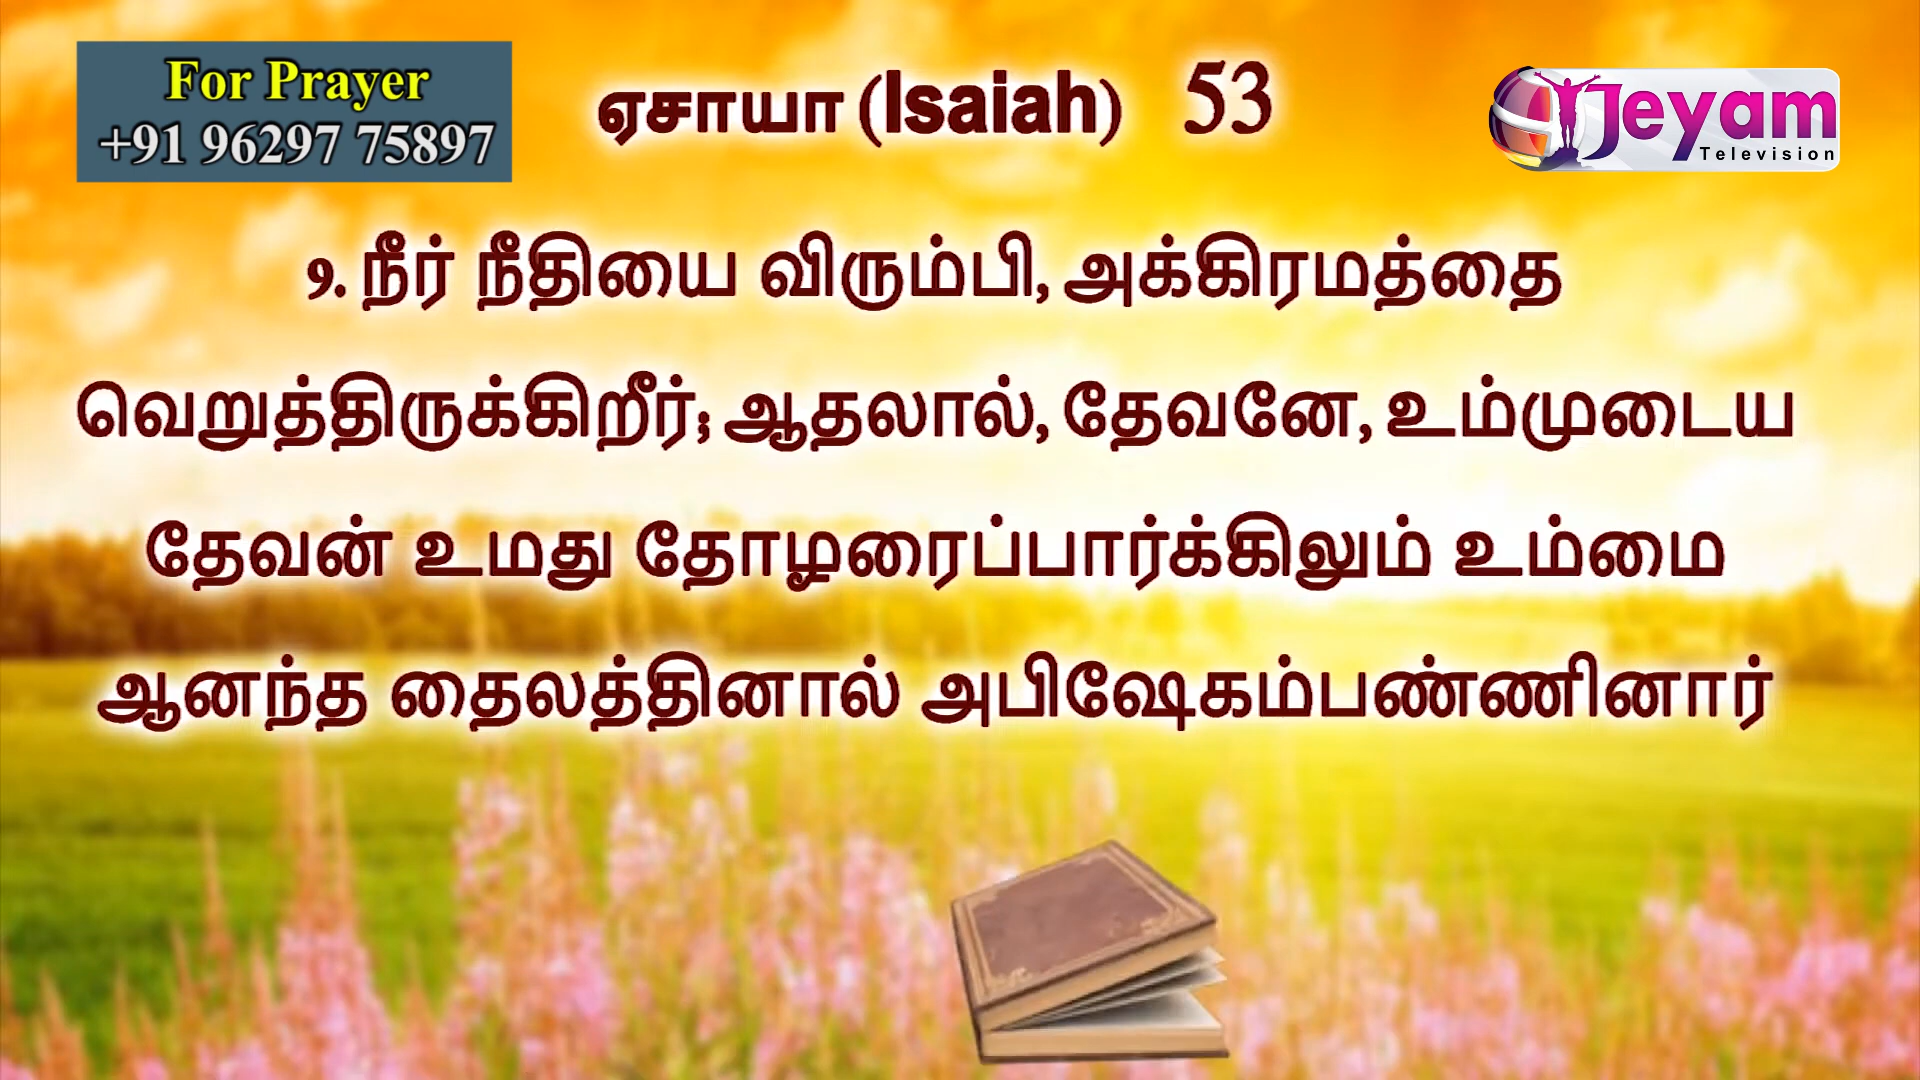 For Prayer
+91 96297 75897
ஏசாயா (Isaiah) 53
Jeyam
Television
9. நீர் நீதியை விரும்பி, அக்கிரமத்தை
வெறுத்திருக்கிறீர்; ஆதலால், தேவனே, உம்முடைய
தேவன் உமது தோழரைப்பார்க்கிலும் உம்மை
ஆனந்த தைலத்தினால் அபிஷேகம்பண்ணினார்